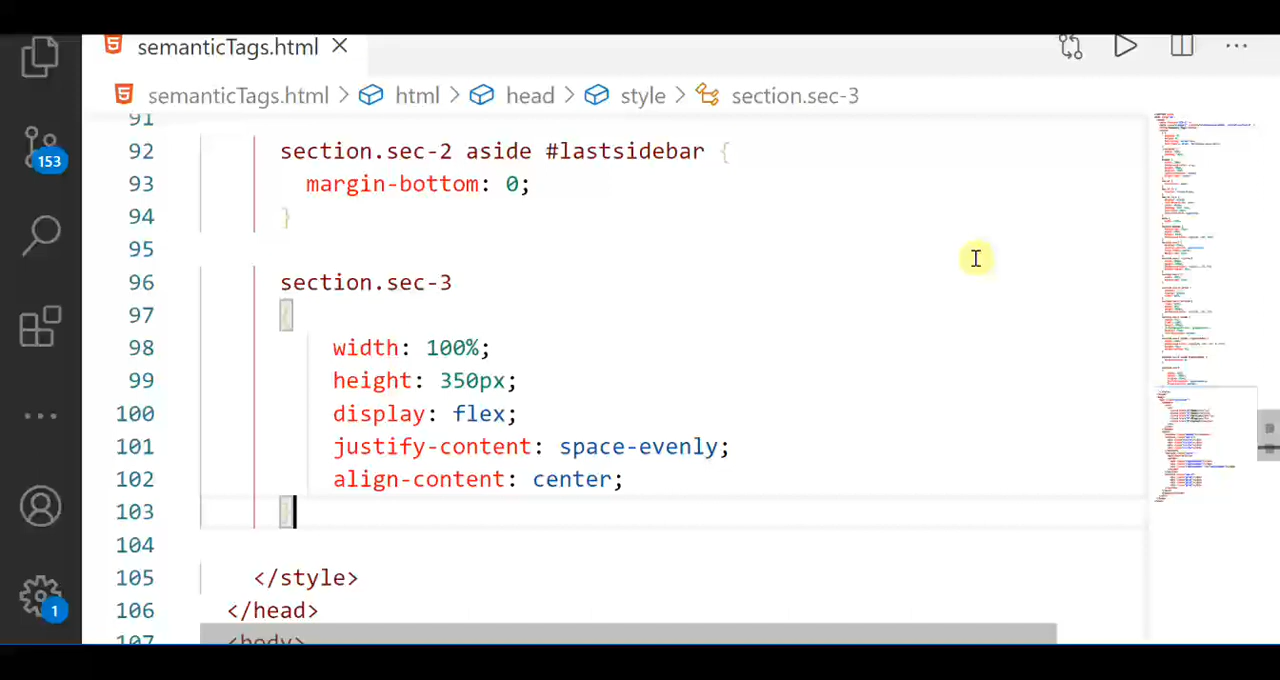 semanticTags.html
semanticTags.html > html > head > style > section.sec-3
91
92 section.sec-2 aside #lastsidebar {
93 margin-bottom: 0;
94 }
95
96 section.sec-3
97 {
98 width: 100%;
99 height: 350px;
100 display: flex;
101 justify-content: space-evenly;
102 align-content: center;
103 }
104
105 </style>
106 </head>
107 <body>
153
1